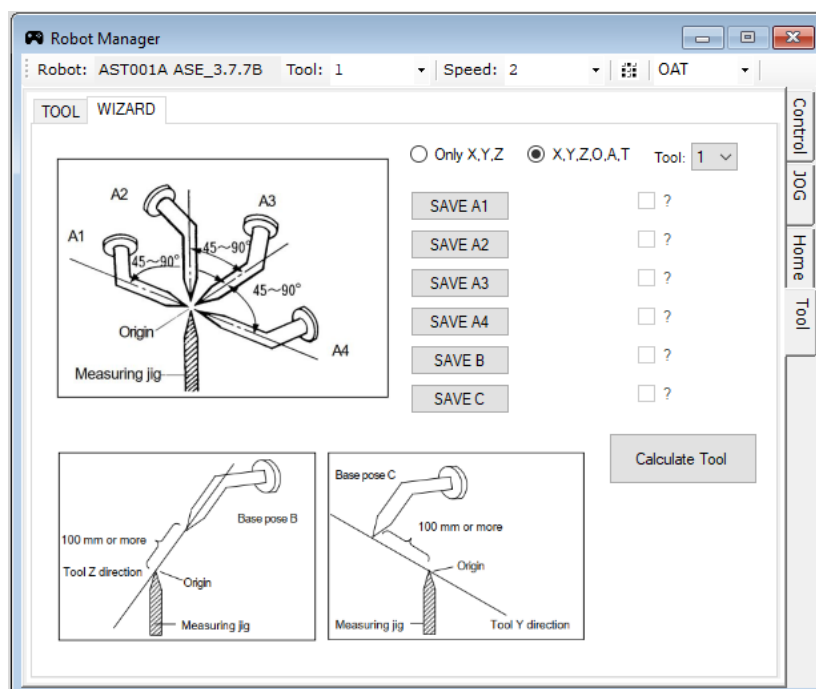 Robot Manager
Robot: AST001A ASE_3.7.7B Tool: 1 Speed: 2 OAT
TOOL WIZARD
Control
JOG
Home
Tool
Only X,Y,Z X,Y,Z,O,A,T Tool: 1
A1
A2
A3
A4
45～90°
45～90°
45～90°
Origin
Measuring jig
SAVE A1 ?
SAVE A2 ?
SAVE A3 ?
SAVE A4 ?
SAVE B ?
SAVE C ?
Calculate Tool
Base pose B
100 mm or more
Tool Z direction
Origin
Measuring jig
Base pose C
100 mm or more
Origin
Measuring jig
Tool Y direction